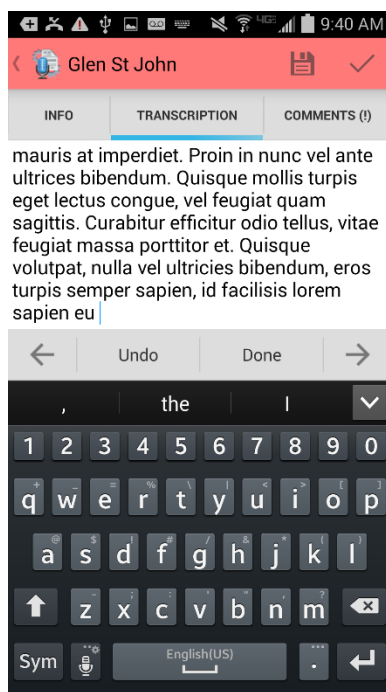 4G 9:40 AM
Glen St John
INFO TRANSCRIPTION COMMENTS (!)
mauris at imperdiet. Proin in nunc vel ante
ultrices bibendum. Quisque mollis turpis
eget lectus congue, vel feugiat quam
sagittis. Curabitur efficitur odio tellus, vitae
feugiat massa porttitor et. Quisque
volutpat, nulla vel ultricies bibendum, eros
turpis semper sapien, id facilisis lorem
sapien eu
Undo Done
, the I
1 2 3 4 5 6 7 8 9 0
q w e r t y u i o p
a s d f g h j k l
z x c v b n m
Sym English(US) .